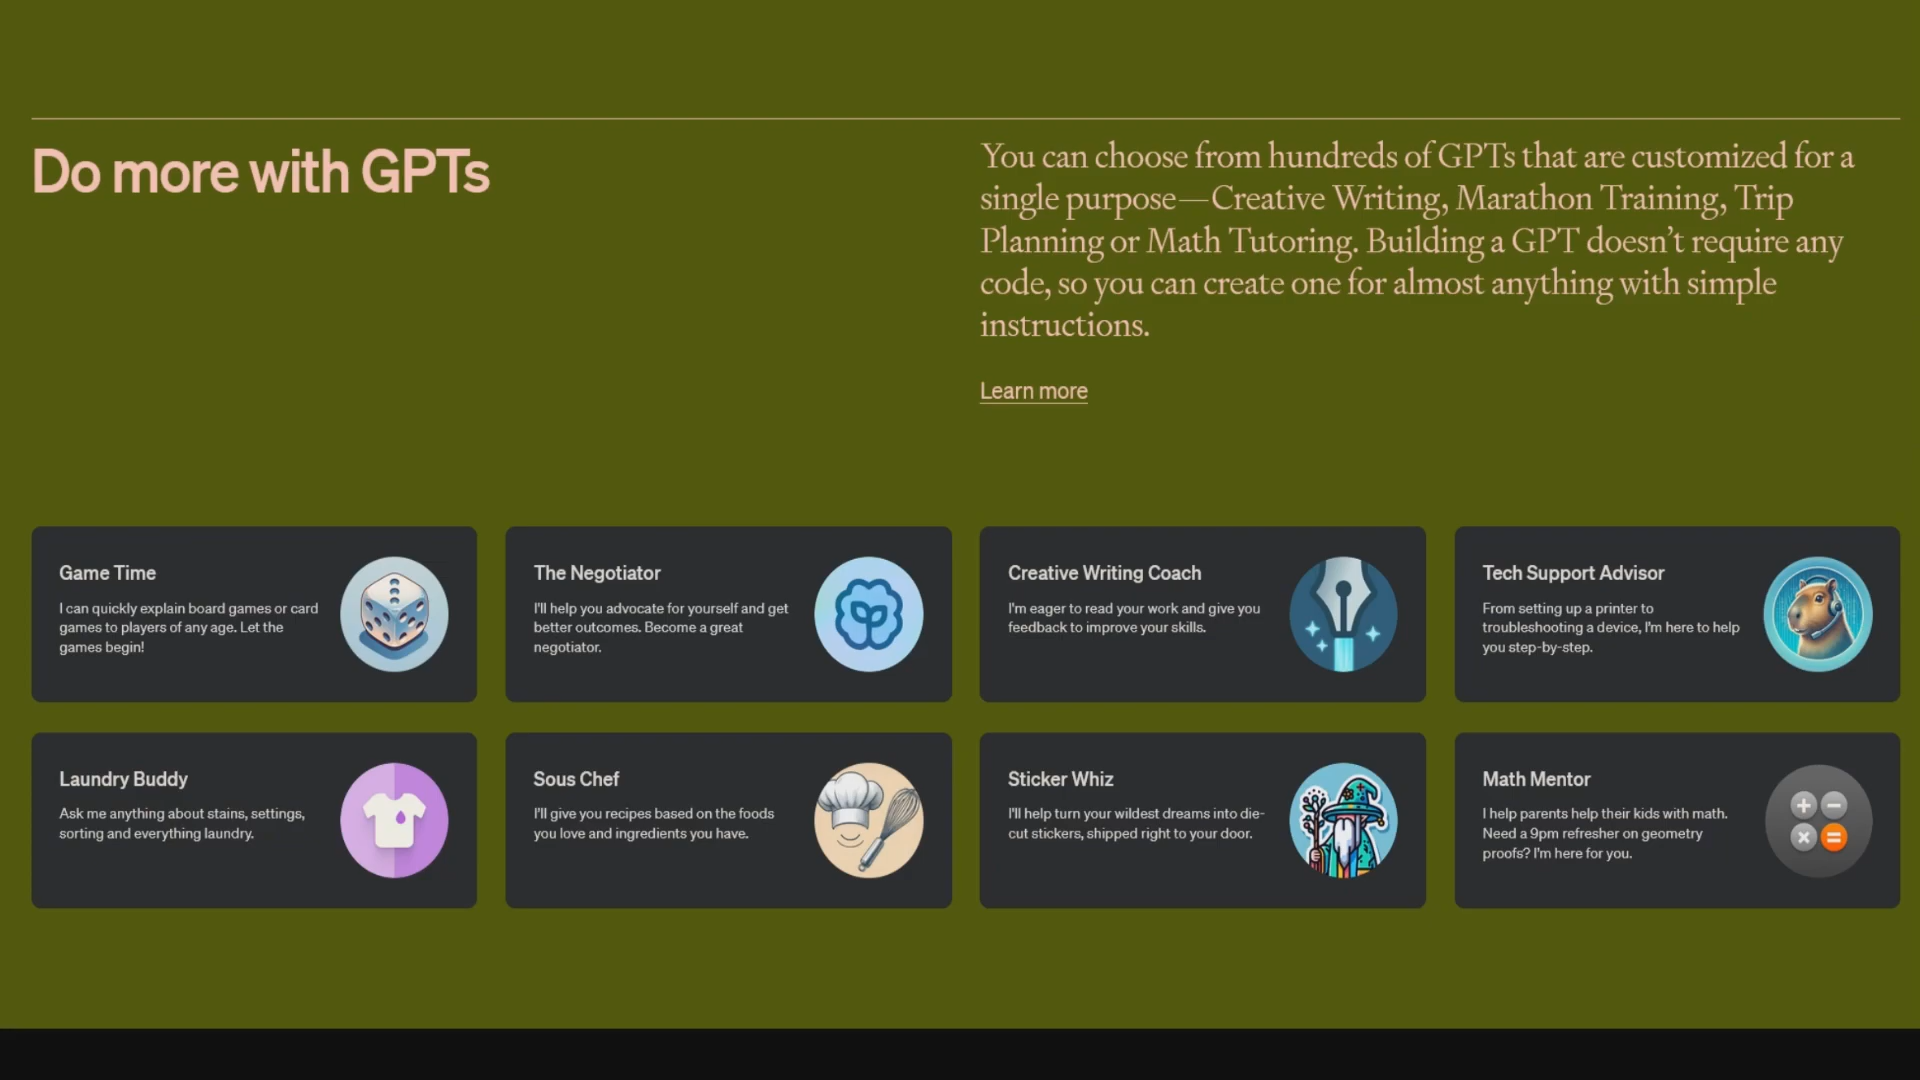 Do more with GPTs
You can choose from hundreds of GPTs that are customized for a
single purpose—Creative Writing, Marathon Training, Trip
Planning or Math Tutoring. Building a GPT doesn’t require any
code, so you can create one for almost anything with simple
instructions.
Learn more
Game Time
I can quickly explain board games or card
games to players of any age. Let the
games begin!
The Negotiator
I'll help you advocate for yourself and get
better outcomes. Become a great
negotiator.
Creative Writing Coach
I'm eager to read your work and give you
feedback to improve your skills.
Tech Support Advisor
From setting up a printer to
troubleshooting a device, I'm here to help
you step-by-step.
Laundry Buddy
Ask me anything about stains, settings,
sorting and everything laundry.
Sous Chef
I'll give you recipes based on the foods
you love and ingredients you have.
Sticker Whiz
I'll help turn your wildest dreams into die-
cut stickers, shipped right to your door.
Math Mentor
I help parents help their kids with math.
Need a 9pm refresher on geometry
proofs? I'm here for you.